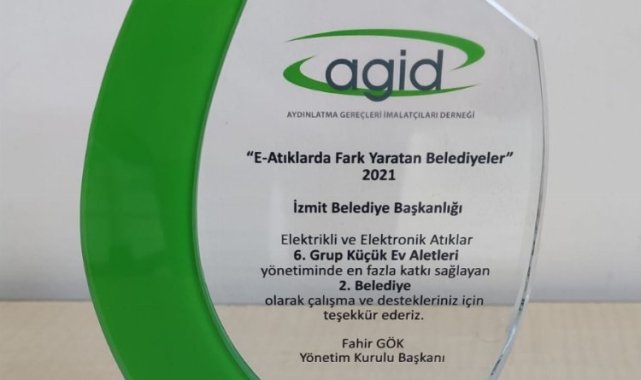 agid
AYDINLATMA GEREÇLERİ İMALATÇILARI DERNEĞİ
“E-Atıklarda Fark Yaratan Belediyeler”
2021
İzmit Belediye Başkanlığı
Elektrikli ve Elektronik Atıklar
6. Grup Küçük Ev Aletleri
yönetiminde en fazla katkı sağlayan
2. Belediye
olarak çalışma ve destekleriniz için
teşekkür ederiz.
Fahir GÖK
Yönetim Kurulu Başkanı